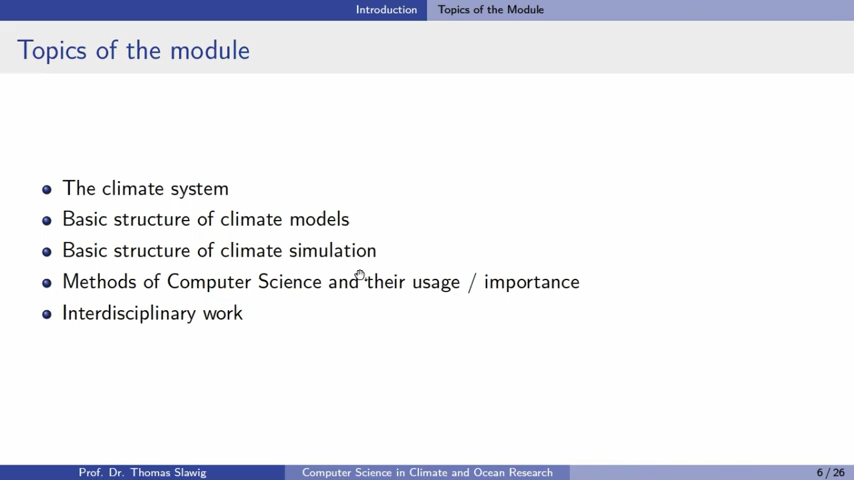 Introduction Topics of the Module
Topics of the module
The climate system
Basic structure of climate models
Basic structure of climate simulation
Methods of Computer Science and their usage / importance
Interdisciplinary work
Prof. Dr. Thomas Slawig Computer Science in Climate and Ocean Research 6 / 26